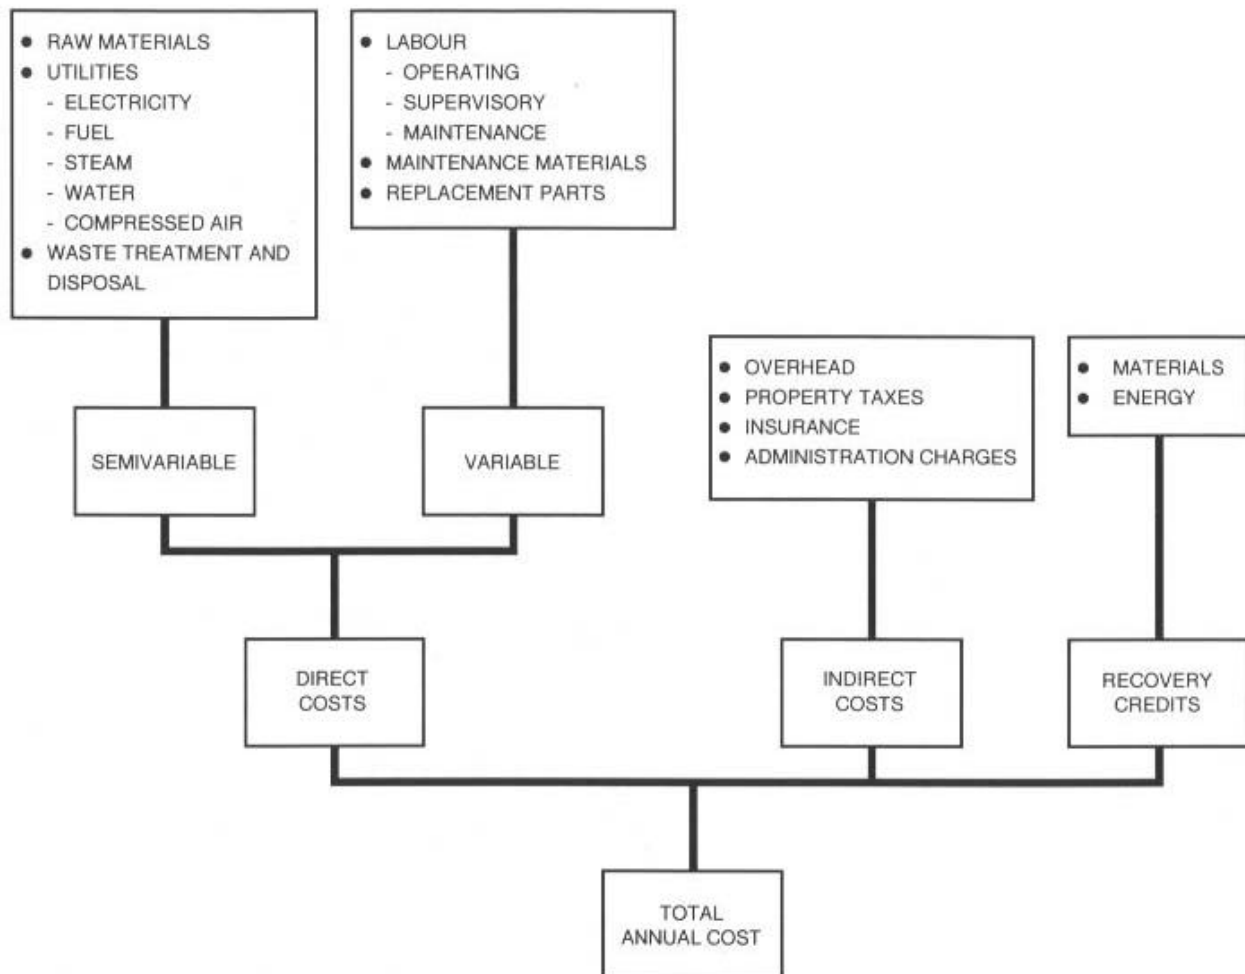 ● RAW MATERIALS
● UTILITIES
- ELECTRICITY
- FUEL
- STEAM
- WATER
- COMPRESSED AIR
● WASTE TREATMENT AND
DISPOSAL
● LABOUR
- OPERATING
- SUPERVISORY
- MAINTENANCE
● MAINTENANCE MATERIALS
● REPLACEMENT PARTS
● OVERHEAD
● PROPERTY TAXES
● INSURANCE
● ADMINISTRATION CHARGES
● MATERIALS
● ENERGY
SEMIVARIABLE
VARIABLE
DIRECT
COSTS
INDIRECT
COSTS
RECOVERY
CREDITS
TOTAL
ANNUAL COST